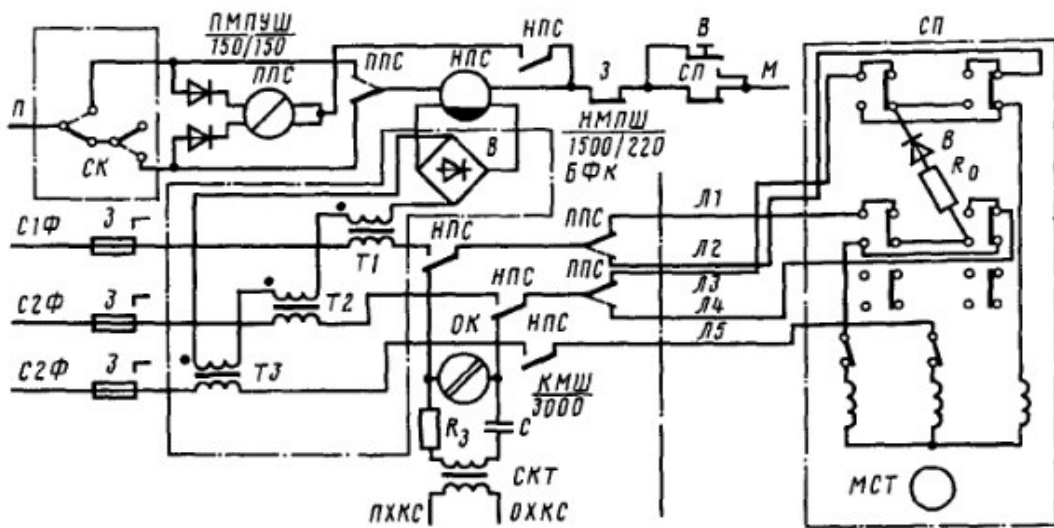 ПМПУШ
150/150
П
СК
ППС
ППС
НПС
НПС
З
В
СП
М
НМПШ
1500/220
БФК
В
С1Ф
З
Т1
НПС
ППС
Л1
Л2
С2Ф
З
Т2
ОК
НПС
НПС
ППС
Л3
Л4
Л5
С2Ф
З
Т3
КМШ
3000
R3
С
СКТ
ПХКС
ОХКС
СП
В
R0
МСТ